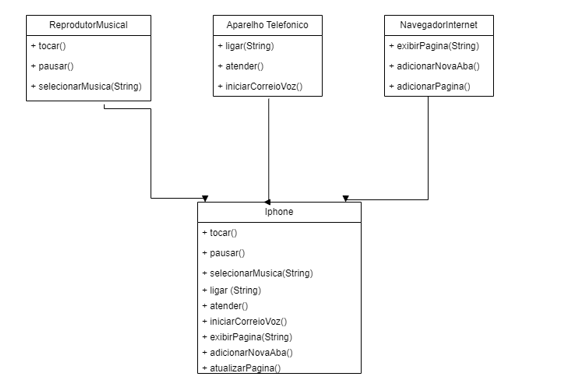 ReprodutorMusical
+ tocar()
+ pausar()
+ selecionarMusica(String)
Aparelho Telefonico
+ ligar(String)
+ atender()
+ iniciarCorreioVoz()
NavegadorInternet
+ exibirPagina(String)
+ adicionarNovaAba()
+ adicionarPagina()
Iphone
+ tocar()
+ pausar()
+ selecionarMusica(String)
+ ligar (String)
+ atender()
+ iniciarCorreioVoz()
+ exibirPagina(String)
+ adicionarNovaAba()
+ atualizarPagina()